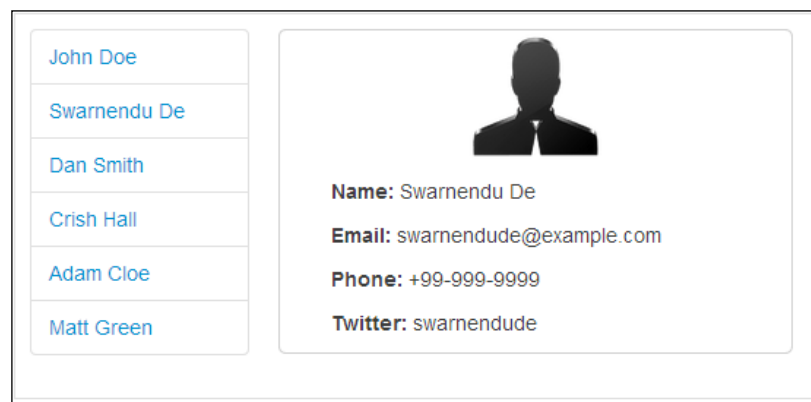 John Doe
Swarnendu De
Dan Smith
Crish Hall
Adam Cloe
Matt Green
Name: Swarnendu De
Email: swarnendude@example.com
Phone: +99-999-9999
Twitter: swarnendude